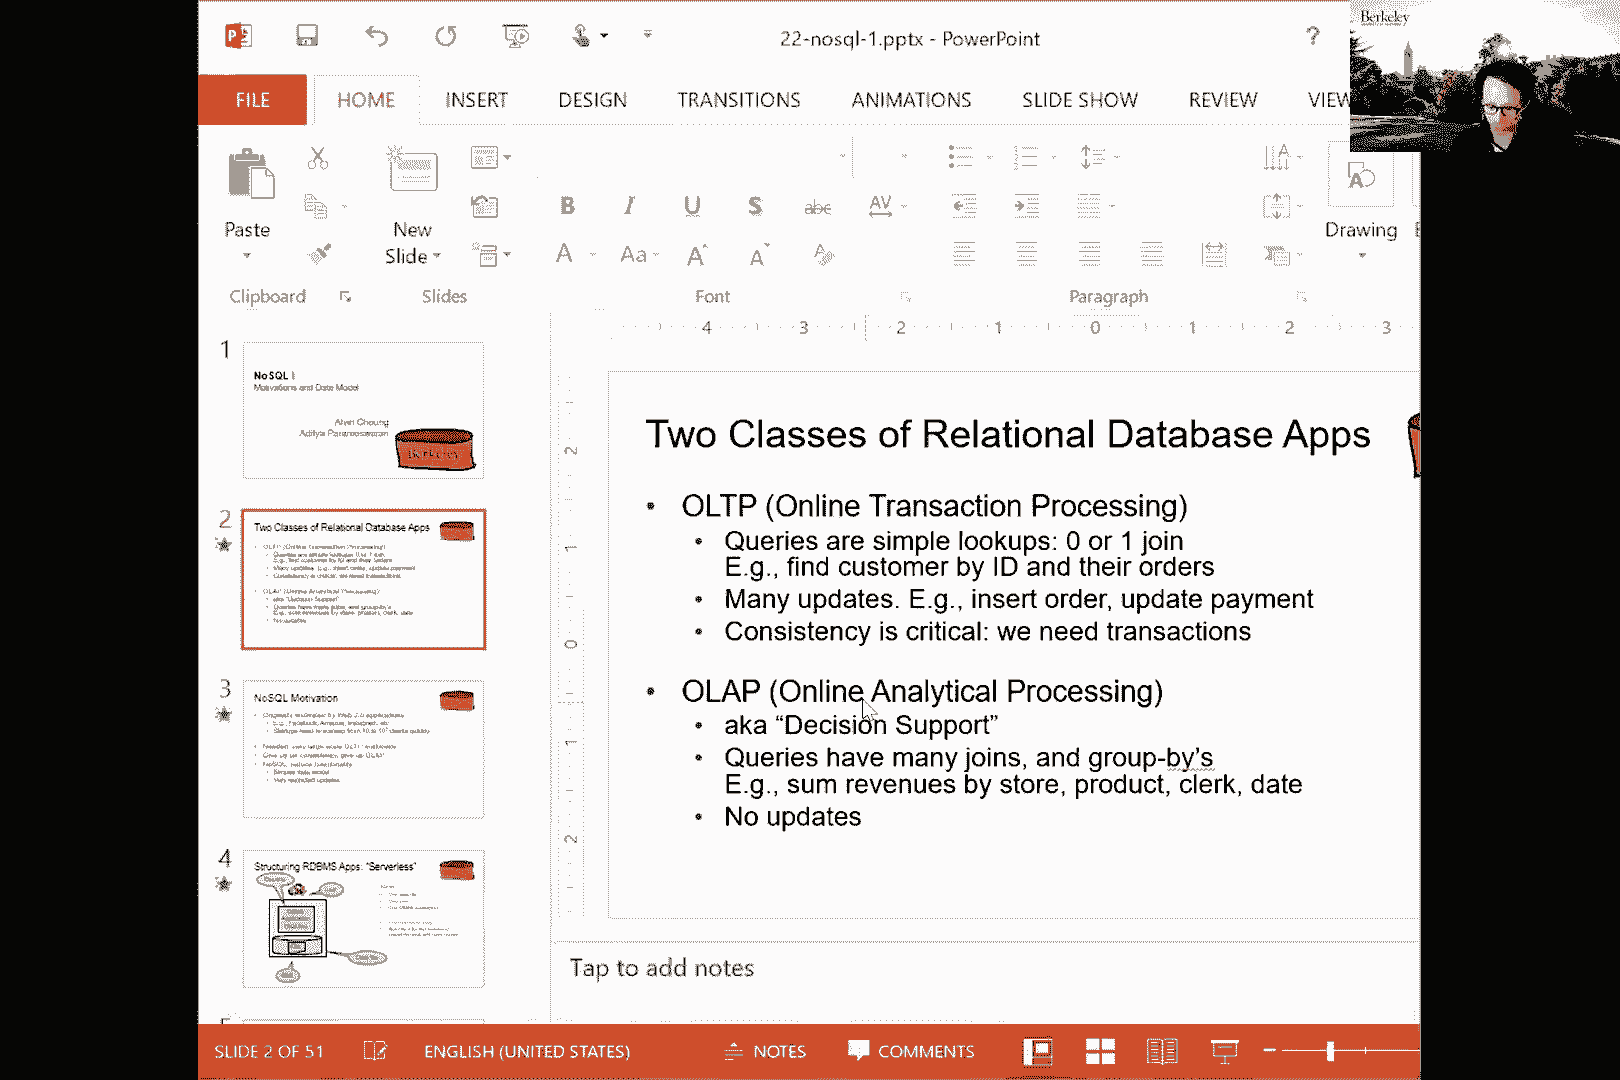 22-nosql-1.pptx - PowerPoint
?
Berkeley
FILE
HOME
INSERT
DESIGN
TRANSITIONS
ANIMATIONS
SLIDE SHOW
REVIEW
VIEW
Paste
New
Slide
B I U S abc AV
A Aa A A
Drawing
Clipboard
Slides
Font
Paragraph
4 3 2 1 0 1 2 3
2
1
0
1
2
1
NoSQL I
Motivations and Data Model
Alvin Cheung
Aditya Parameswaran
2
Two Classes of Relational Database Apps
3
NoSQL Motivation
4
Structuring RDBMS Apps: "Serverless"
Two Classes of Relational Database Apps
• OLTP (Online Transaction Processing)
• Queries are simple lookups: 0 or 1 join
E.g., find customer by ID and their orders
• Many updates. E.g., insert order, update payment
• Consistency is critical: we need transactions
• OLAP (Online Analytical Processing)
• aka “Decision Support”
• Queries have many joins, and group-by’s
E.g., sum revenues by store, product, clerk, date
• No updates
Tap to add notes
SLIDE 2 OF 51
ENGLISH (UNITED STATES)
NOTES
COMMENTS